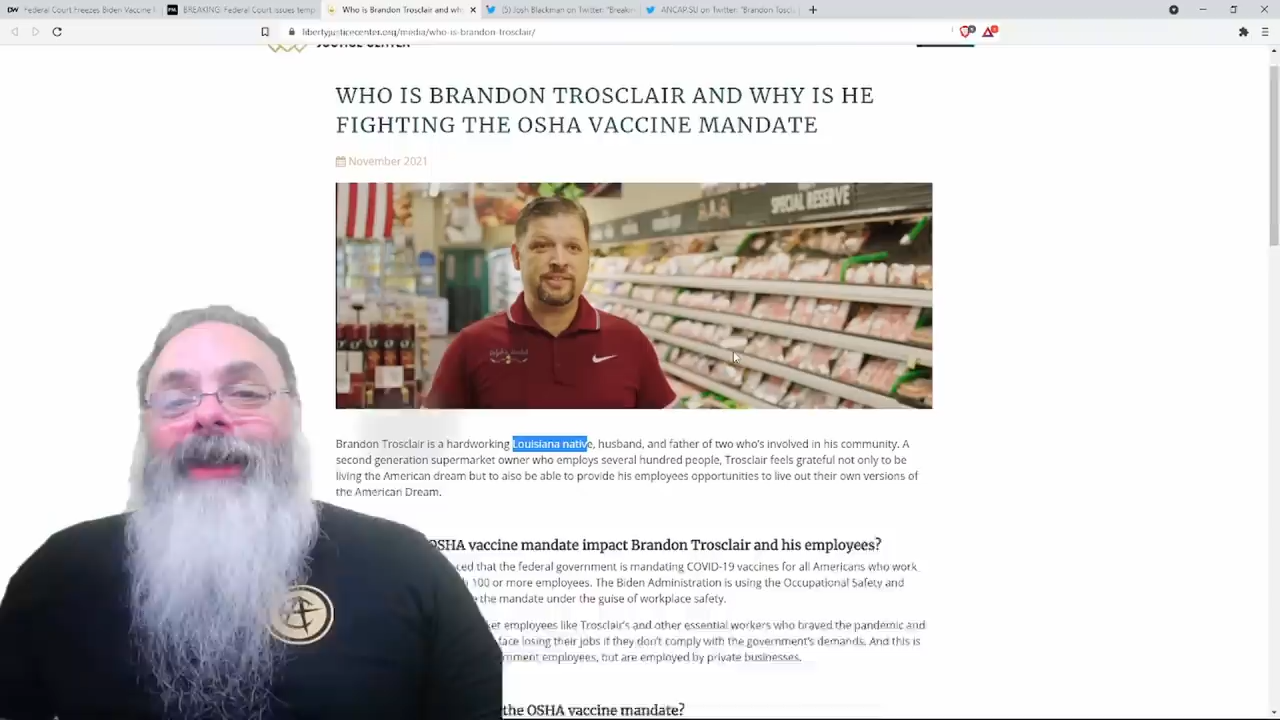 DW Federal Court Freezes Biden Vaccine
BREAKING: Federal Court issues temp
Who is Brandon Trosclair and why
(5) Josh Blackman on Twitter: "Break
ANCAP.SU on Twitter: "Brandon Troscl
libertyjusticecenter.org/media/who-is-brandon-trosclair/
JUSTICE CENTER
WHO IS BRANDON TROSCLAIR AND WHY IS HE
FIGHTING THE OSHA VACCINE MANDATE
November 2021
SPECIAL RESERVE
Brandon Trosclair is a hardworking Louisiana native, husband, and father of two who's involved in his community. A
second generation supermarket owner who employs several hundred people, Trosclair feels grateful not only to be
living the American dream but to also be able to provide his employees opportunities to live out their own versions of
the American Dream.
OSHA vaccine mandate impact Brandon Trosclair and his employees?
that the federal government is mandating COVID-19 vaccines for all Americans who work
100 or more employees. The Biden Administration is using the Occupational Safety and
the mandate under the guise of workplace safety.
employees like Trosclair's and other essential workers who braved the pandemic and
face losing their jobs if they don't comply with the government's demands. And this is
employees, but are employed by private businesses.
the OSHA vaccine mandate?